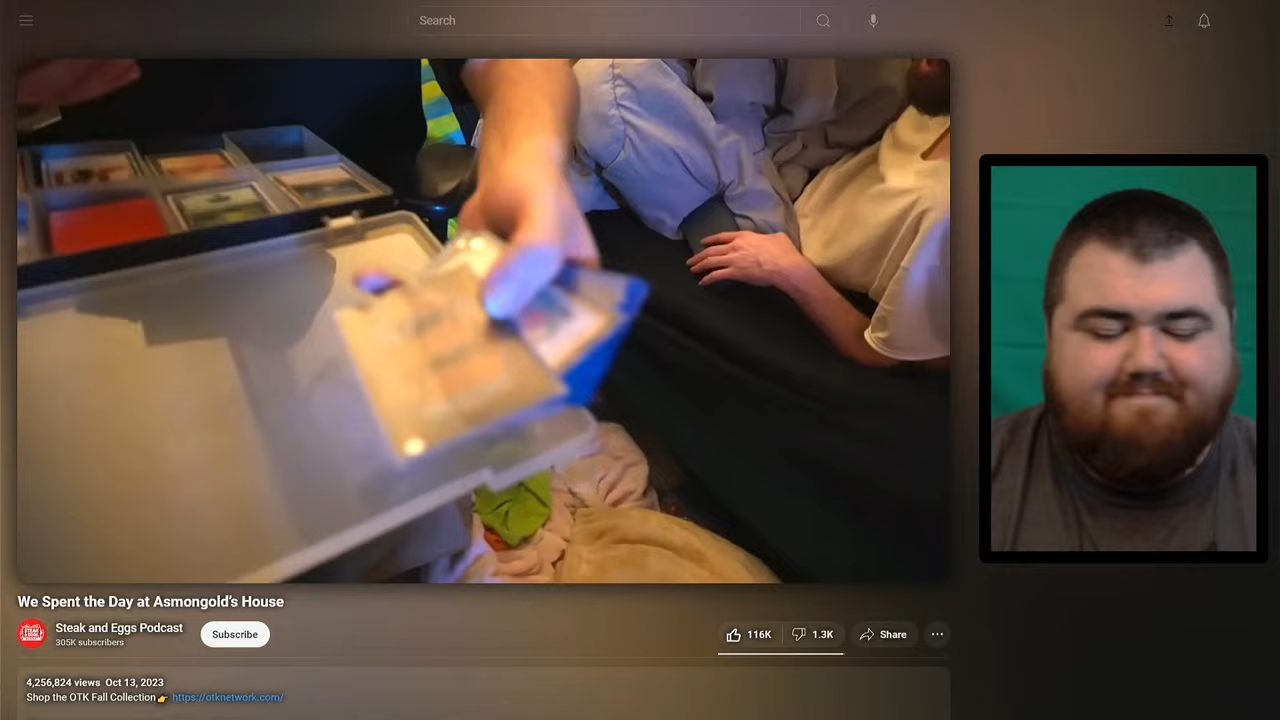 Search
We Spent the Day at Asmongold's House
Steak and Eggs Podcast
305K subscribers
Subscribe
116K
1.3K
Share
4,256,824 views Oct 13, 2023
Shop the OTK Fall Collection👉 https://otknetwork.com/